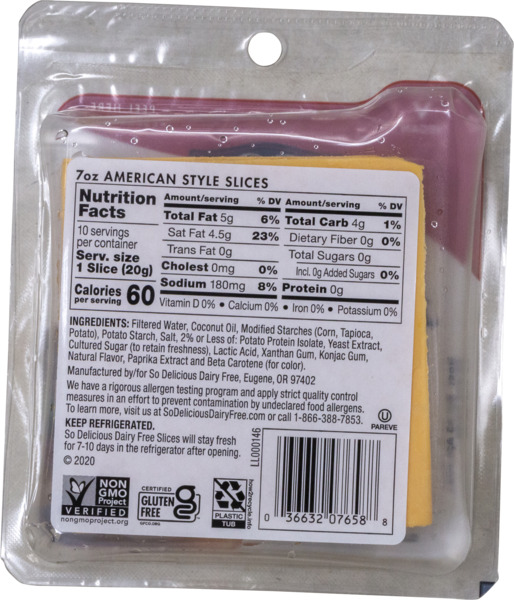 PEEL HERE
7oz AMERICAN STYLE SLICES
Nutrition
Facts
10 servings
per container
Serv. size
1 Slice (20g)
Calories
per serving 60
Amount/serving % DV
Total Fat 5g 6%
Sat Fat 4.5g 23%
Trans Fat 0g
Cholest 0mg 0%
Sodium 180mg 8%
Amount/serving % DV
Total Carb 4g 1%
Dietary Fiber 0g 0%
Total Sugars 0g
Incl. 0g Added Sugars 0%
Protein 0g
Vitamin D 0% • Calcium 0% • Iron 0% • Potassium 0%
INGREDIENTS: Filtered Water, Coconut Oil, Modified Starches (Corn, Tapioca,
Potato), Potato Starch, Salt, 2% or Less of: Potato Protein Isolate, Yeast Extract,
Cultured Sugar (to retain freshness), Lactic Acid, Xanthan Gum, Konjac Gum,
Natural Flavor, Paprika Extract and Beta Carotene (for color).
Manufactured by/for So Delicious Dairy Free, Eugene, OR 97402
We have a rigorous allergen testing program and apply strict quality control
measures in an effort to prevent contamination by undeclared food allergens.
To learn more, visit us at SoDeliciousDairyFree.com or call 1-866-388-7853.
U
PAREVE
KEEP REFRIGERATED.
So Delicious Dairy Free Slices will stay fresh
for 7-10 days in the refrigerator after opening.
© 2020
LL000146
NON
GMO
Project
VERIFIED
nongmoproject.org
CERTIFIED
GLUTEN
FREE
GFCO.ORG
PLASTIC
TUB
how2recycle.info
0 36632 07658 8